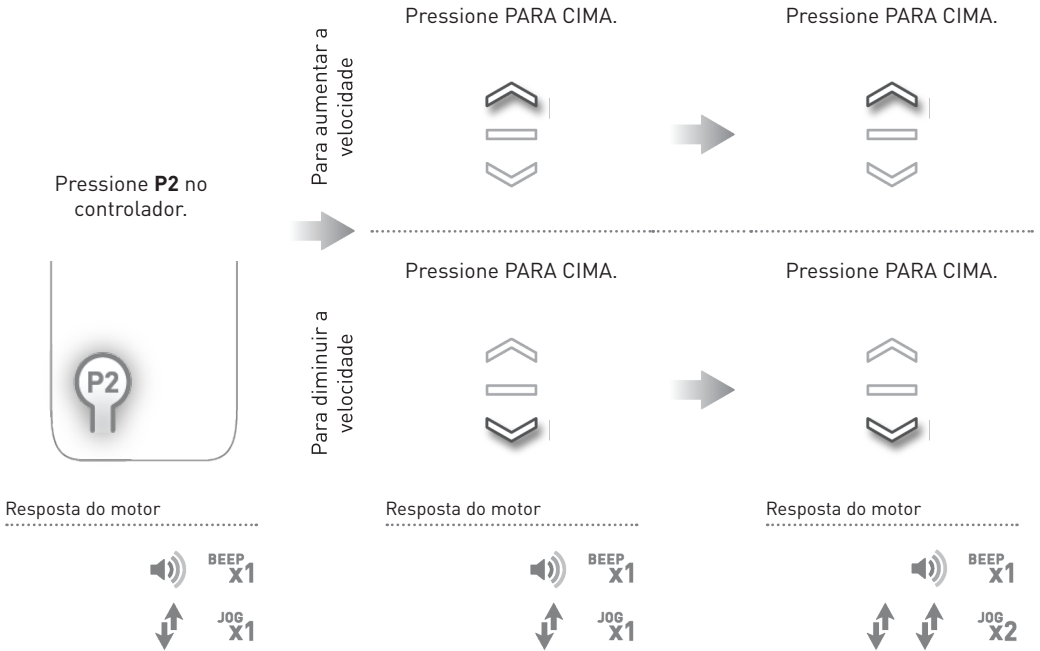 Pressione P2 no
controlador.
P2
Para aumentar a
velocidade
Pressione PARA CIMA.
Pressione PARA CIMA.
Para diminuir a
velocidade
Pressione PARA CIMA.
Pressione PARA CIMA.
Resposta do motor
BEEP
X1
JOG
X1
Resposta do motor
BEEP
X1
JOG
X1
Resposta do motor
BEEP
X1
JOG
X2